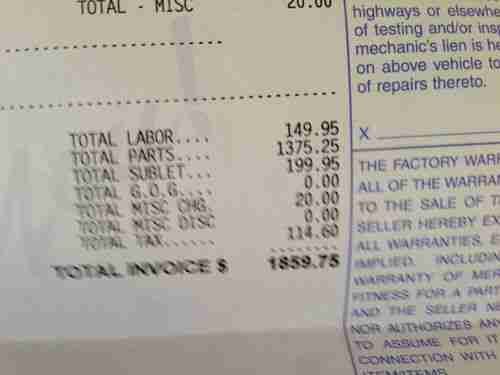 TOTAL - MISC 20.00
TOTAL LABOR.... 149.95
TOTAL PARTS.... 1375.25
TOTAL SUBLET... 199.95
TOTAL G.O.G.... 0.00
TOTAL MISC CHG. 20.00
TOTAL MISC DISC 0.00
TOTAL TAX...... 114.60
TOTAL INVOICE $ 1859.75
highways or elsewhe
of testing and/or insp
mechanic's lien is he
on above vehicle to
of repairs thereto.
X
THE FACTORY WARR
ALL OF THE WARRAN
TO THE SALE OF T
SELLER HEREBY EX
ALL WARRANTIES, E
IMPLIED, INCLUDIN
WARRANTY OF MER
FITNESS FOR A PART
AND THE SELLER NE
NOR AUTHORIZES ANY
TO ASSUME FOR IT
CONNECTION WITH
ITEM/ITEMS